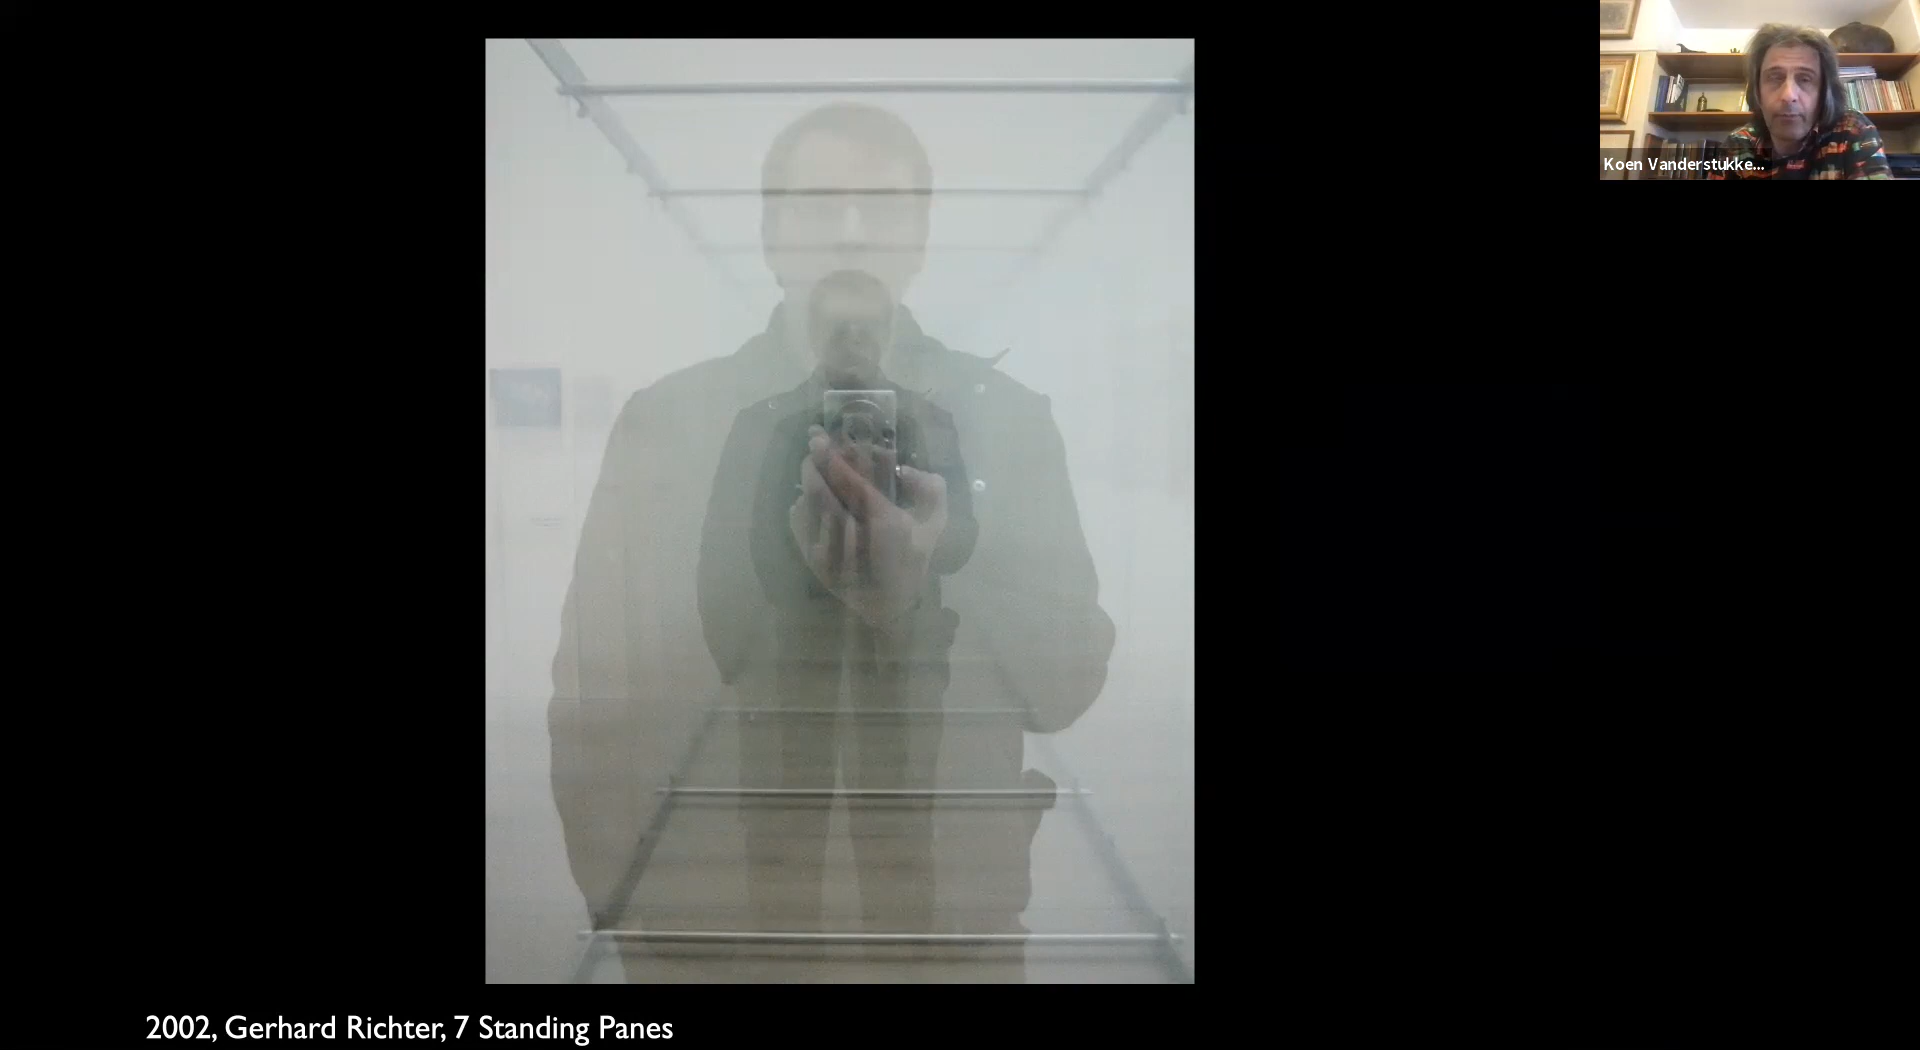 Koen Vanderstukke...
2002, Gerhard Richter, 7 Standing Panes